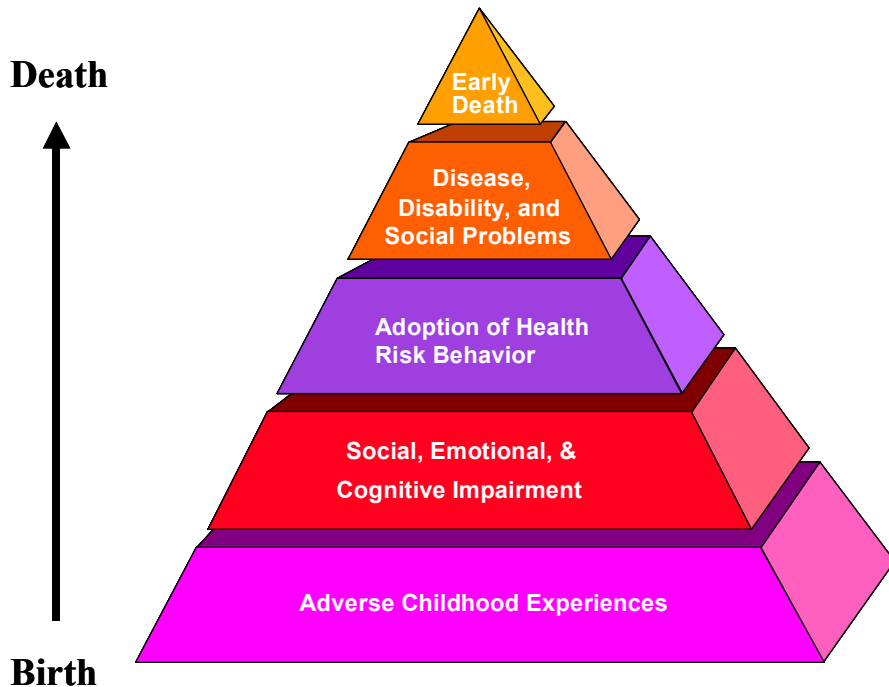 Death
Early
Death
Disease,
Disability, and
Social Problems
Adoption of Health
Risk Behavior
Social, Emotional, &
Cognitive Impairment
Adverse Childhood Experiences
Birth